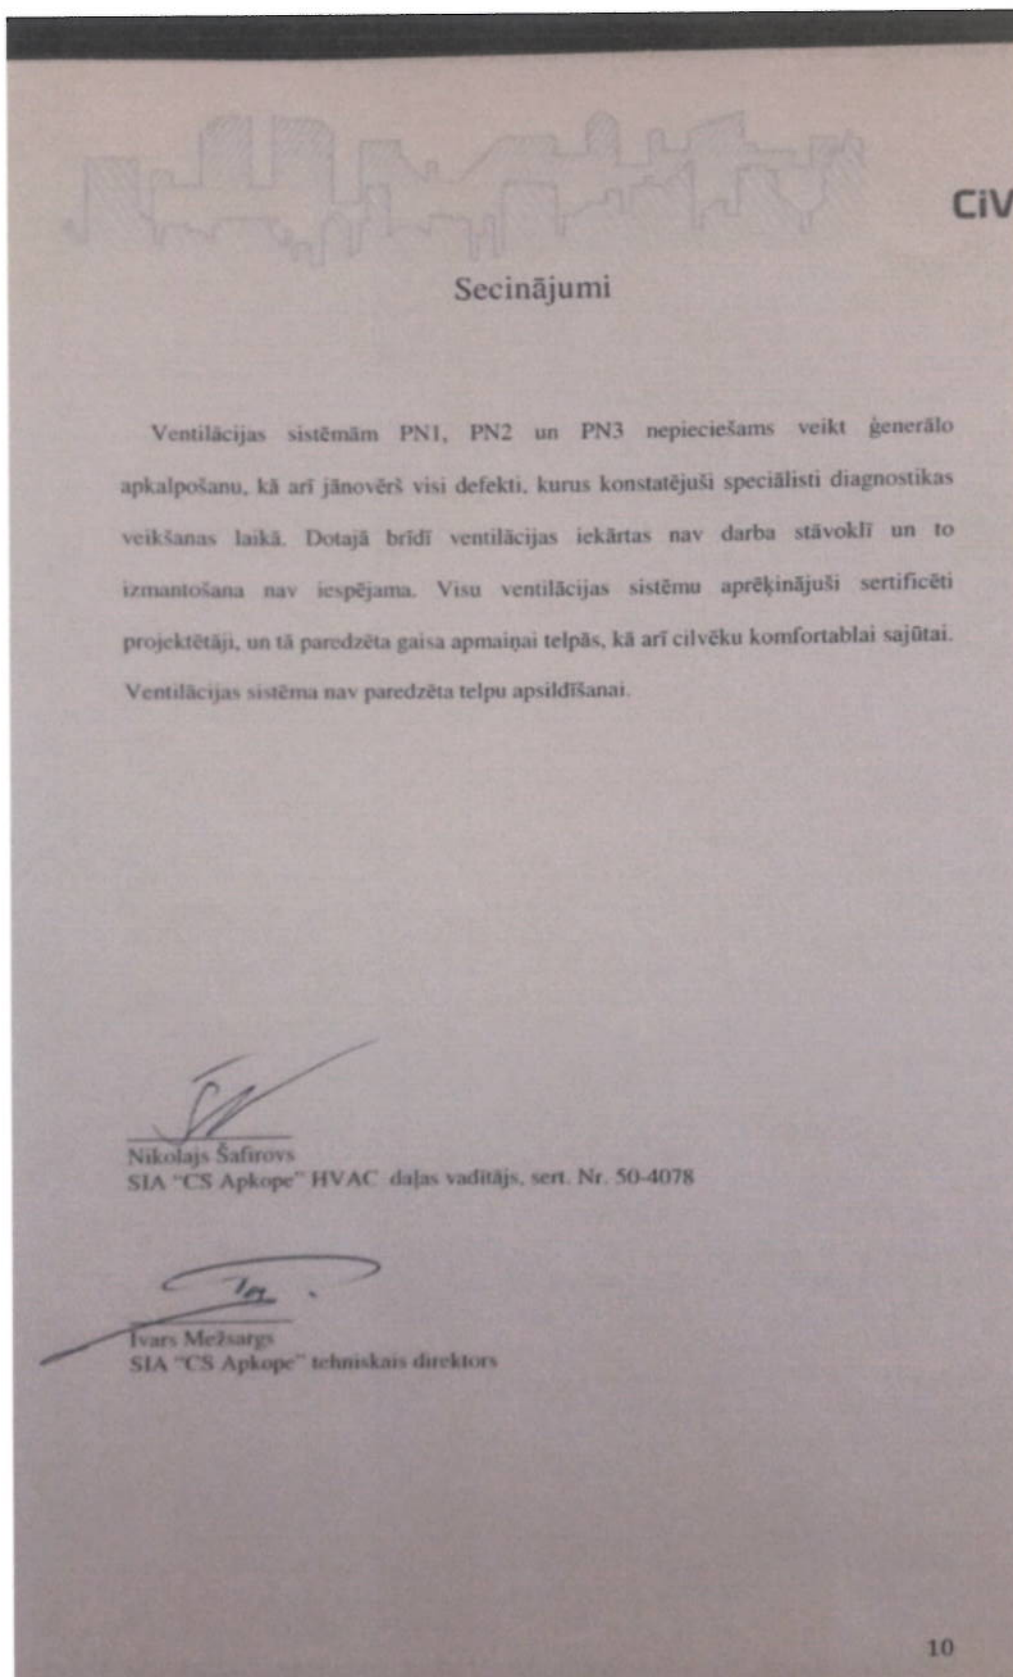 CiV
Secinājumi
Ventilācijas sistēmām PN1, PN2 un PN3 nepieciešams veikt ģenerālo
apkalpošanu, kā arī jānovērš visi defekti, kurus konstatējuši speciālisti diagnostikas
veikšanas laikā. Dotajā brīdī ventilācijas iekārtas nav darba stāvoklī un to
izmantošana nav iespējama. Visu ventilācijas sistēmu aprēķinājuši sertificēti
projektētāji, un tā paredzēta gaisa apmaiņai telpās, kā arī cilvēku komfortablai sajūtai.
Ventilācijas sistēma nav paredzēta telpu apsildīšanai.
Nikolajs Šafirovs
SIA "CS Apkope" HVAC daļas vadītājs, sert. Nr. 50-4078
Ivars Mežsargs
SIA "CS Apkope" tehniskais direktors
10